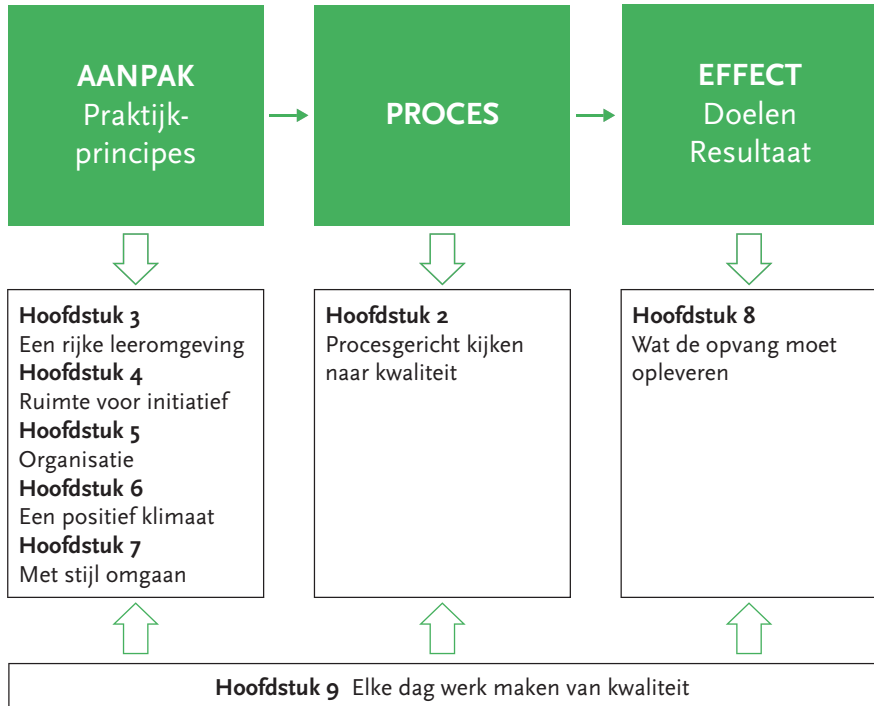 AANPAK
Praktijk-
principes
PROCES
EFFECT
Doelen
Resultaat
Hoofdstuk 3
Een rijke leeromgeving
Hoofdstuk 4
Ruimte voor initiatief
Hoofdstuk 5
Organisatie
Hoofdstuk 6
Een positief klimaat
Hoofdstuk 7
Met stijl omgaan
Hoofdstuk 2
Procesgericht kijken
naar kwaliteit
Hoofdstuk 8
Wat de opvang moet
opleveren
Hoofdstuk 9 Elke dag werk maken van kwaliteit